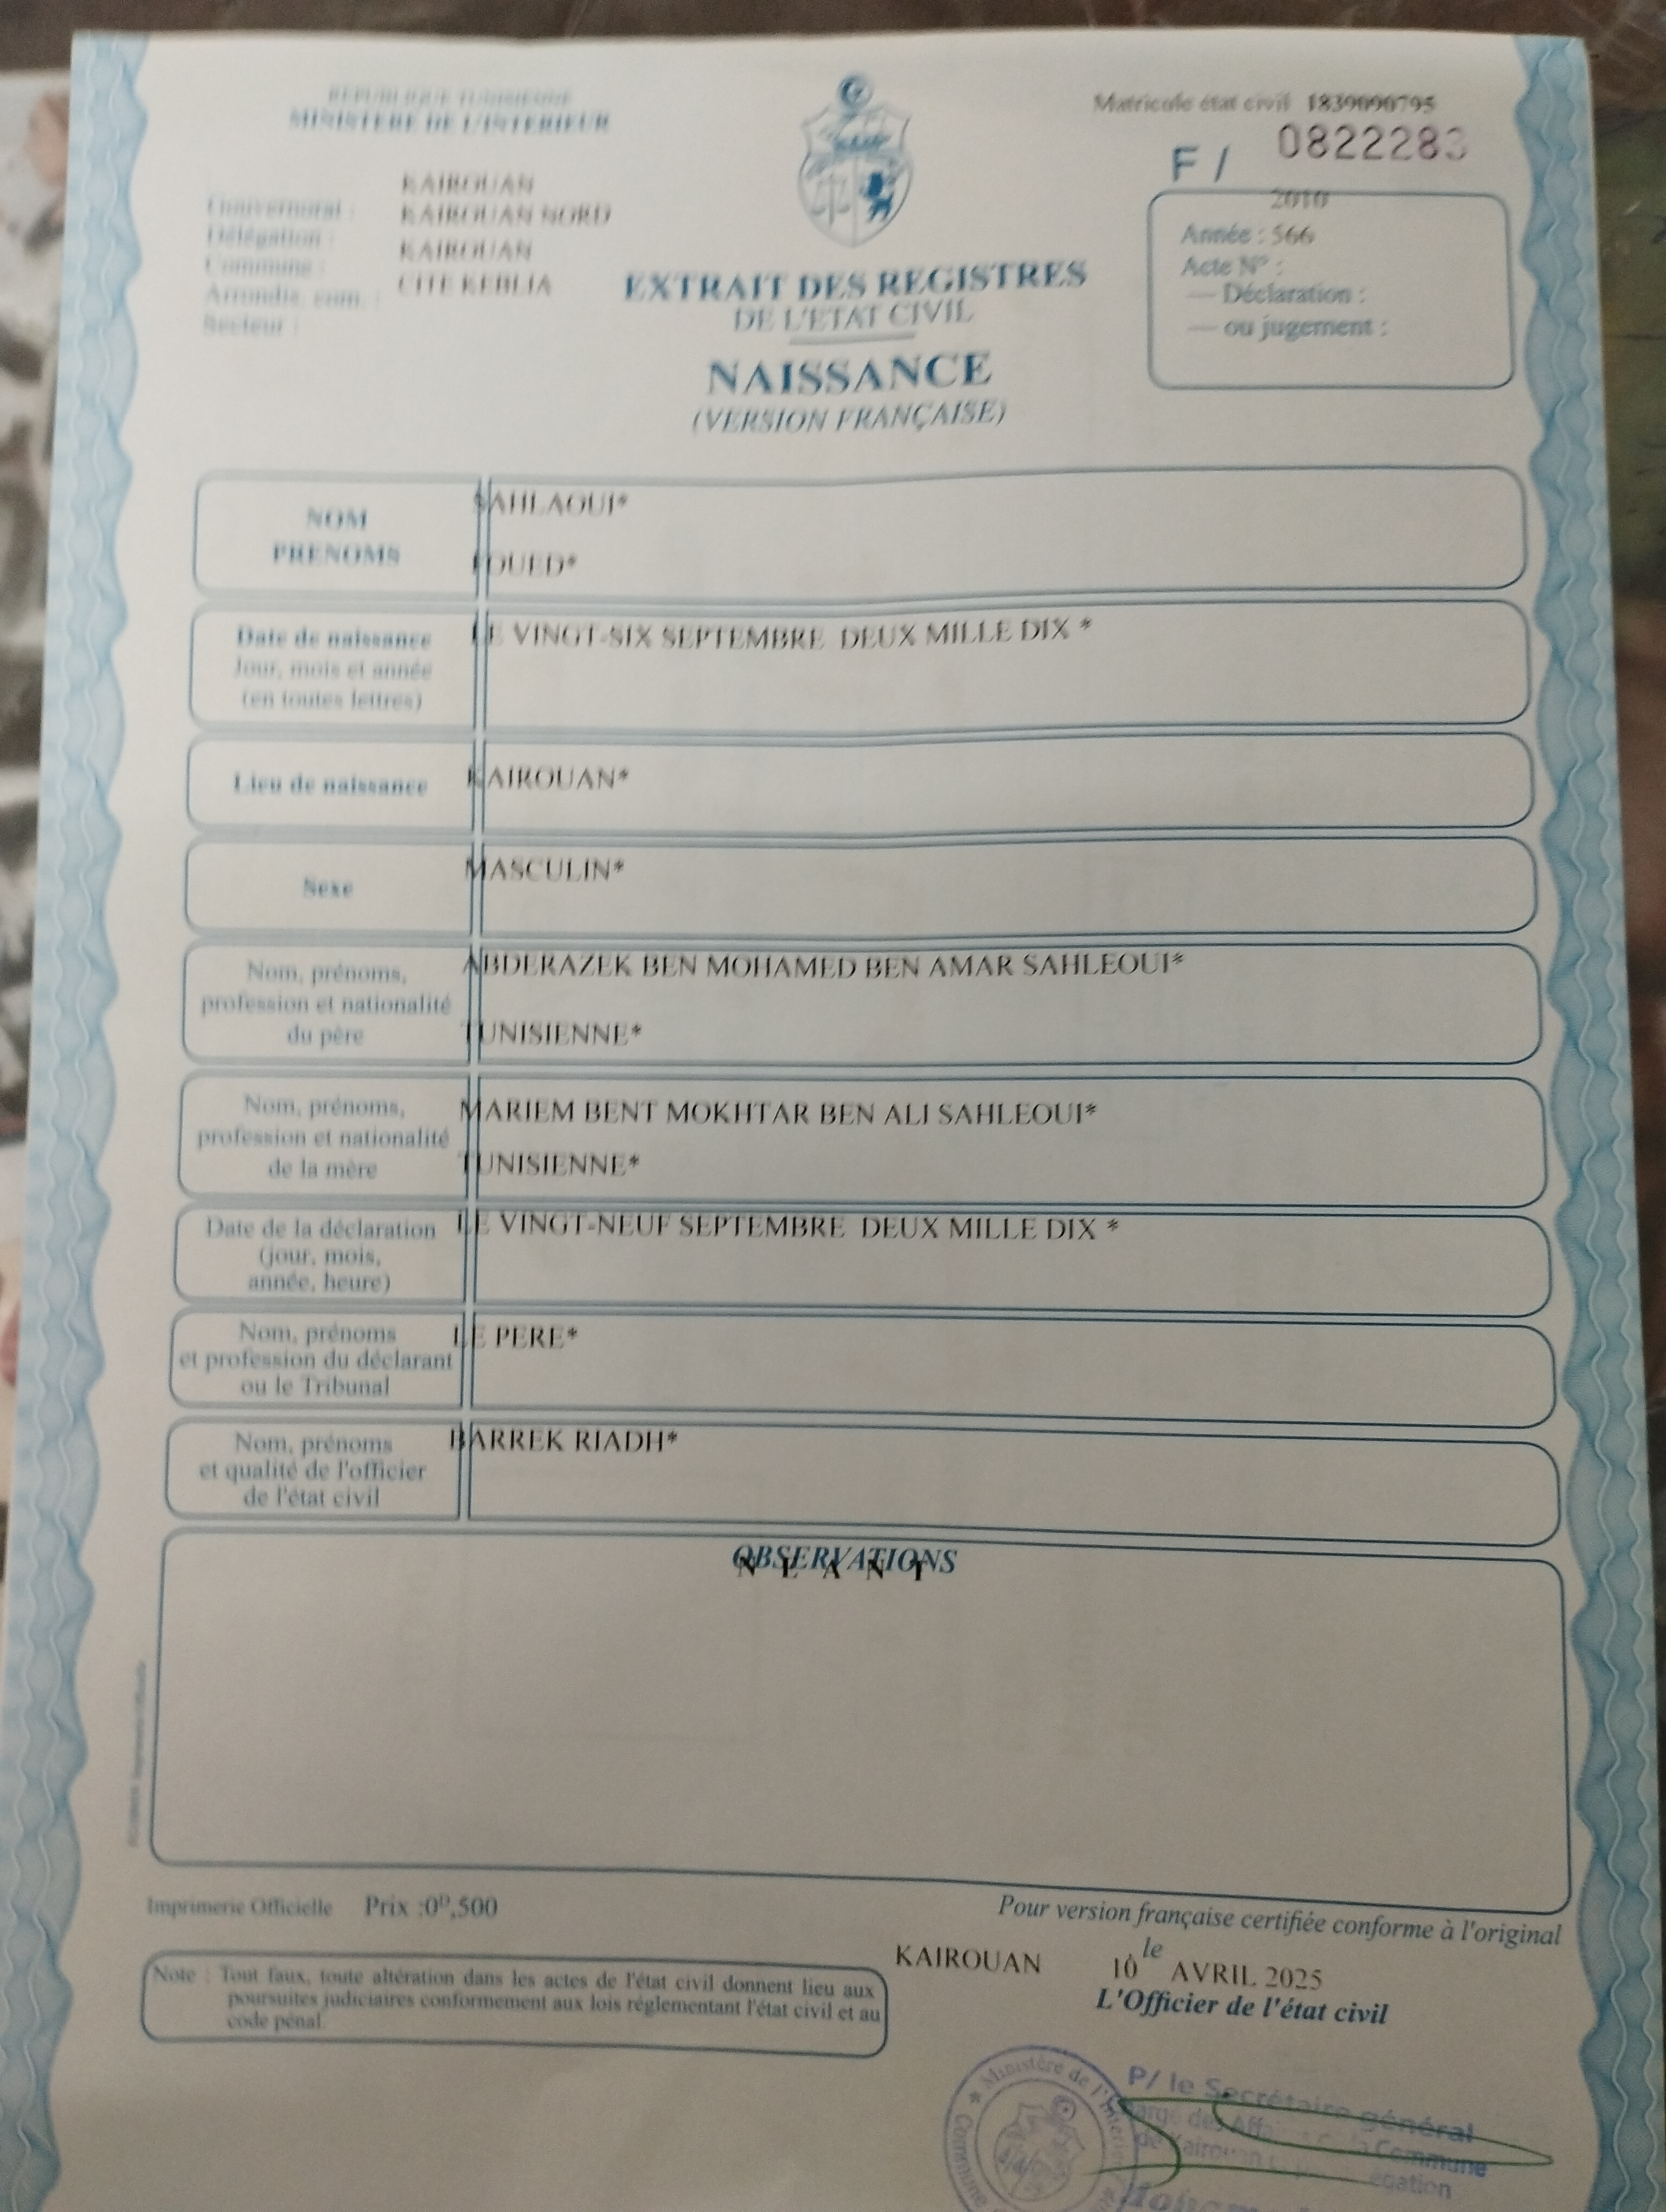 REPUBLIQUE TUNISIENNE
MINISTERE DE L'INTERIEUR
Matricule état civil 1839090795
F / 0822283
Gouvernorat : KAIROUAN
Délégation : KAIROUAN NORD
Commune : KAIROUAN
Arrondis. com. : CITE KEBLIA
Secteur :
2010
Année : 566
Acte N° :
— Déclaration :
— ou jugement :
EXTRAIT DES REGISTRES
DE L'ETAT CIVIL
NAISSANCE
(VERSION FRANÇAISE)
NOM SAHLAOUI*
PRENOMS FOUED*
Date de naissance LE VINGT-SIX SEPTEMBRE DEUX MILLE DIX *
Jour, mois et année
(en toutes lettres)
Lieu de naissance KAIROUAN*
Sexe MASCULIN*
Nom, prénoms, ABDERAZEK BEN MOHAMED BEN AMAR SAHLEOUI*
profession et nationalité
du père TUNISIENNE*
Nom, prénoms, MARIEM BENT MOKHTAR BEN ALI SAHLEOUI*
profession et nationalité
de la mère TUNISIENNE*
Date de la déclaration LE VINGT-NEUF SEPTEMBRE DEUX MILLE DIX *
(jour, mois,
année, heure)
Nom, prénoms LE PERE*
et profession du déclarant
ou le Tribunal
Nom, prénoms BARREK RIADH*
et qualité de l'officier
de l'état civil
OBSERVATIONS
N L A N T
Imprimerie Officielle Prix :0ᴰ,500
Pour version française certifiée conforme à l'original
KAIROUAN le 10 AVRIL 2025
L'Officier de l'état civil
Note : Tout faux, toute altération dans les actes de l'état civil donnent lieu aux
poursuites judiciaires conformement aux lois réglementant l'état civil et au
code pénal.
P/ le Secrétaire général
des
Commune
de Kairouan
Ministère de l'Interieur